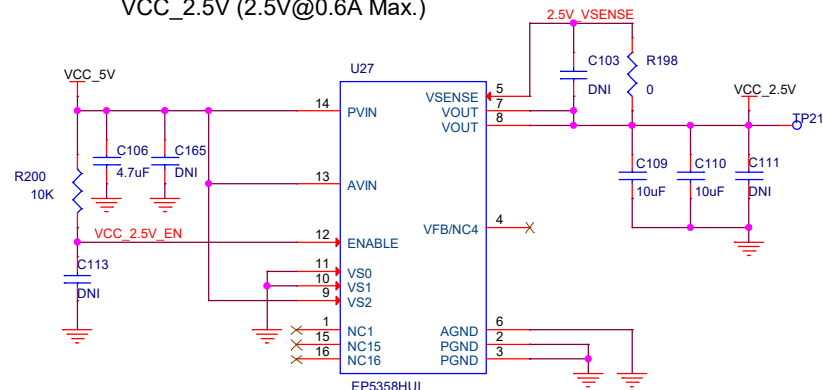 VCC_2.5V (2.5V@0.6A Max.)
2.5V_VSENSE
C103
DNI
R198
0
VCC_5V
U27
VCC_2.5V
TP21
14
PVIN
VSENSE
5
VOUT
7
VOUT
8
C106
4.7uF
C165
DNI
R200
10K
C109
10uF
C110
10uF
C111
DNI
13
AVIN
VFB/NC4
4
VCC_2.5V_EN
12
ENABLE
C113
DNI
11
VS0
10
VS1
9
VS2
1
NC1
15
NC15
16
NC16
AGND
6
PGND
2
PGND
3
EP5358HUI